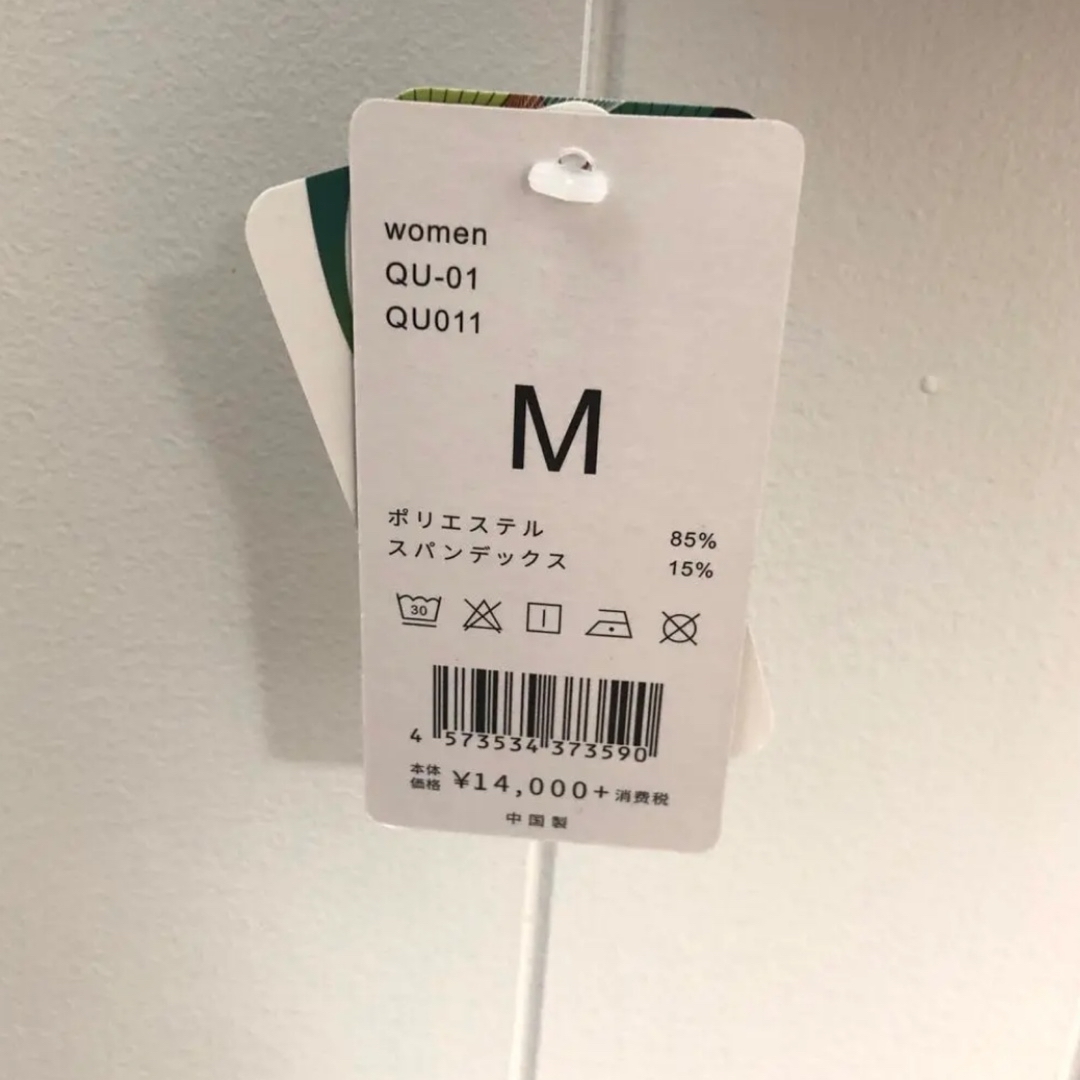 women
QU-01
QU011
M
ポリエステル 85%
スパンデックス 15%
30
4 573534 373590
本体価格 ¥14,000+消費税
中国製